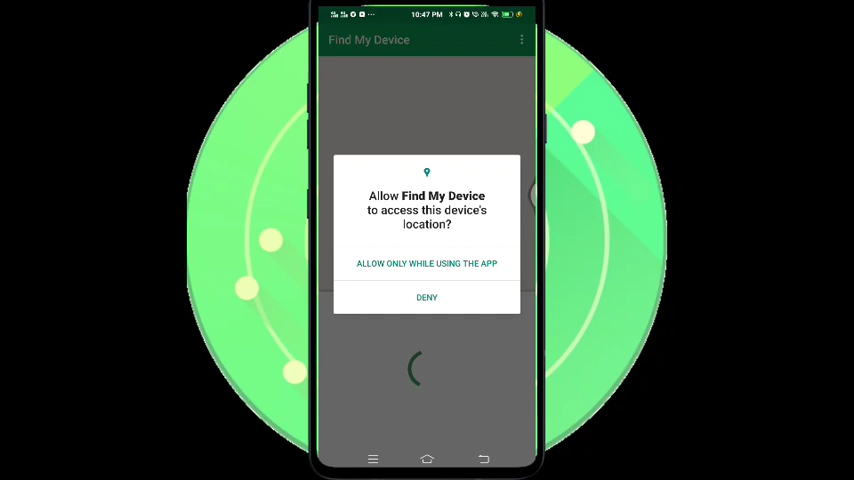 10:47 PM
Find My Device
Allow Find My Device
to access this device's
location?
ALLOW ONLY WHILE USING THE APP
DENY